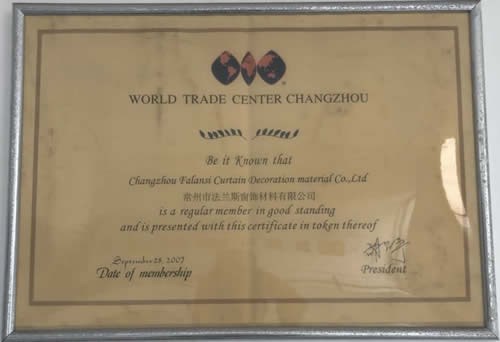 WORLD TRADE CENTER CHANGZHOU
Be it Known that
Changzhou Falansi Curtain Decoration material Co.,Ltd
常州市法兰斯窗饰材料有限公司
is a regular member in good standing
and is presented with this certificate in token thereof
September 28, 2007
Date of membership
President